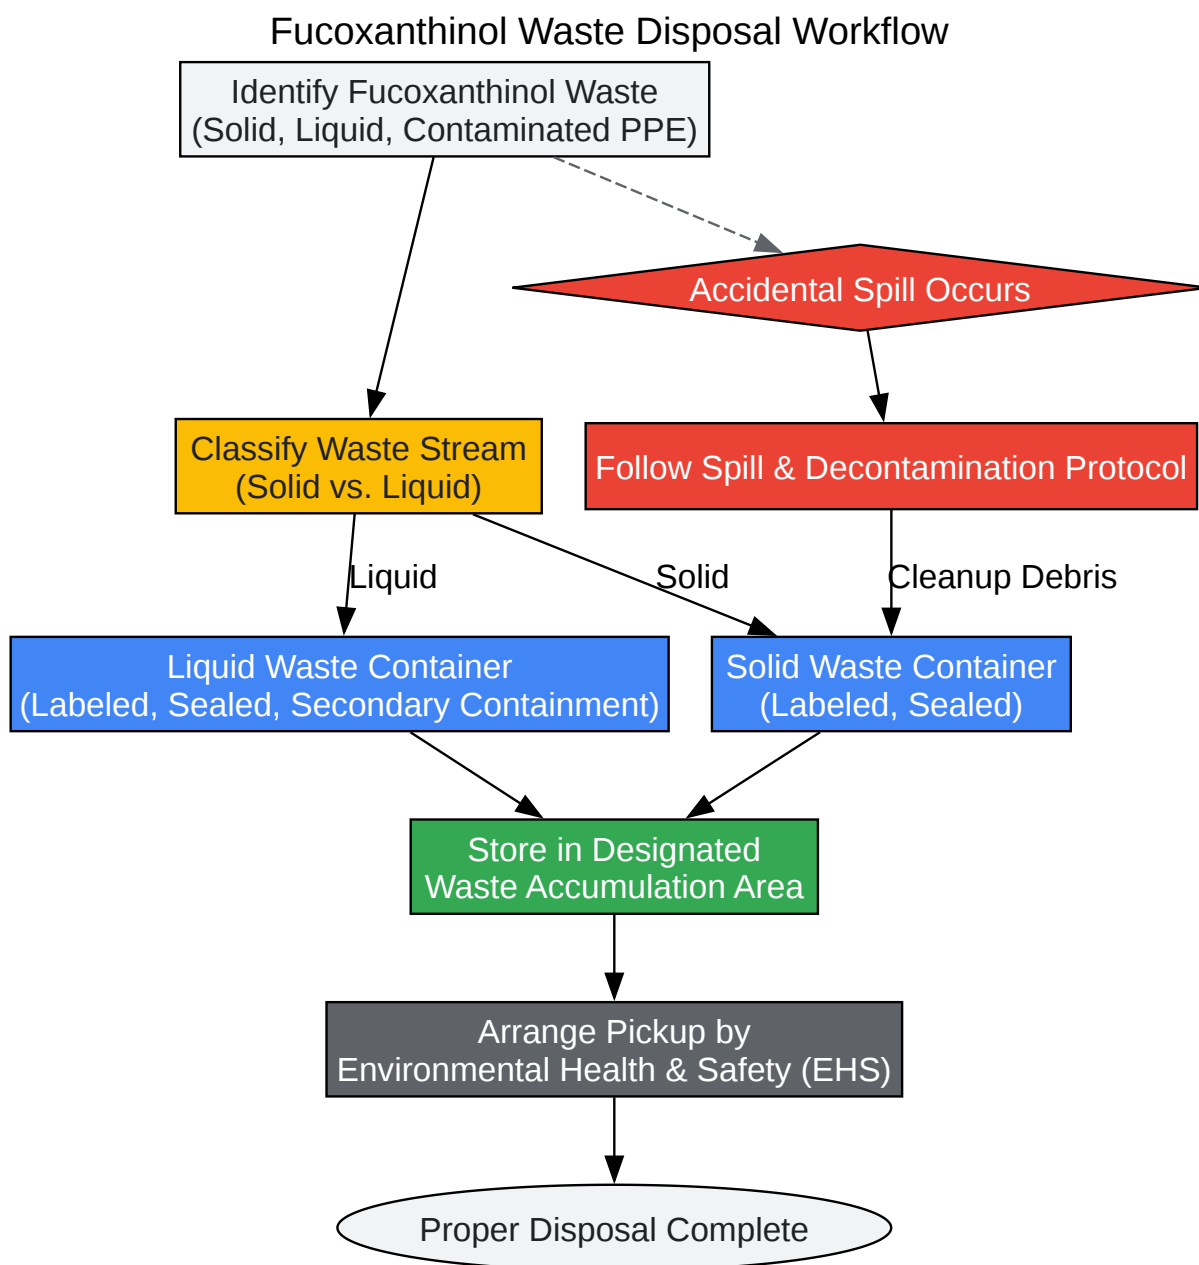 Fucoxanthinol Waste Disposal Workflow
Identify Fucoxanthinol Waste
(Solid, Liquid, Contaminated PPE)
Accidental Spill Occurs
Classify Waste Stream
(Solid vs. Liquid)
Follow Spill & Decontamination Protocol
Liquid
Solid
Cleanup Debris
Liquid Waste Container
(Labeled, Sealed, Secondary Containment)
Solid Waste Container
(Labeled, Sealed)
Store in Designated
Waste Accumulation Area
Arrange Pickup by
Environmental Health & Safety (EHS)
Proper Disposal Complete